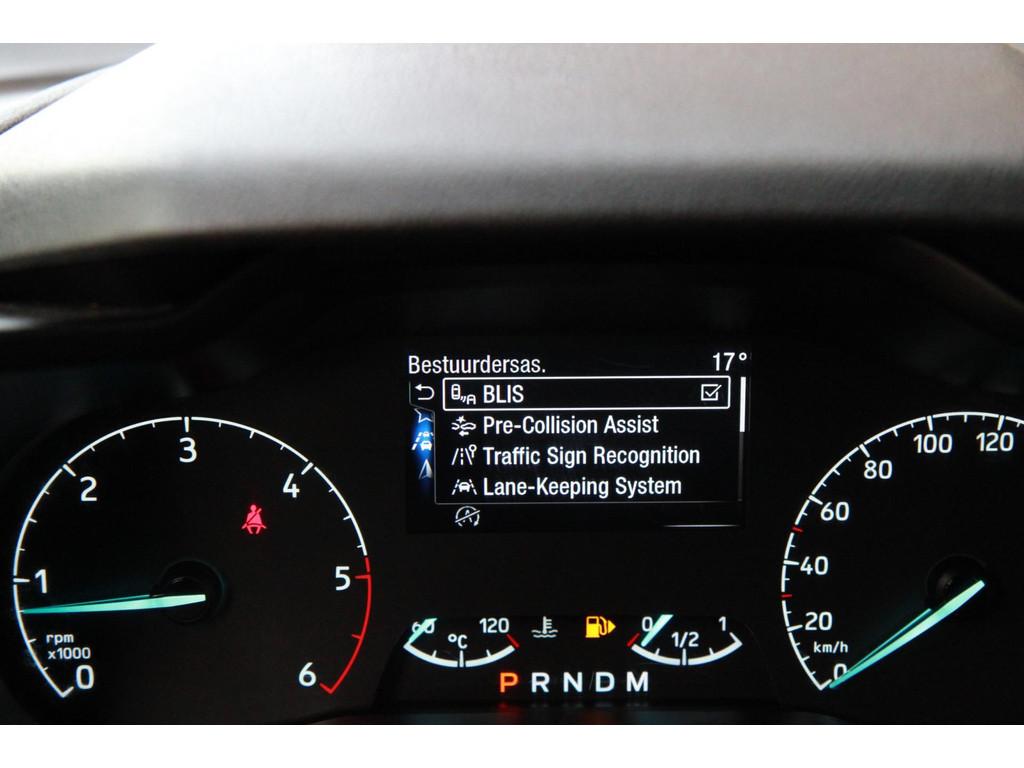 Bestuurdersas. 17°
BLIS
Pre-Collision Assist
Traffic Sign Recognition
Lane-Keeping System
0 1 2 3 4 5 6
rpm
x1000
60 °C 120
0 1/2 1
P R N/D M
0 20 40 60 80 100 120
km/h